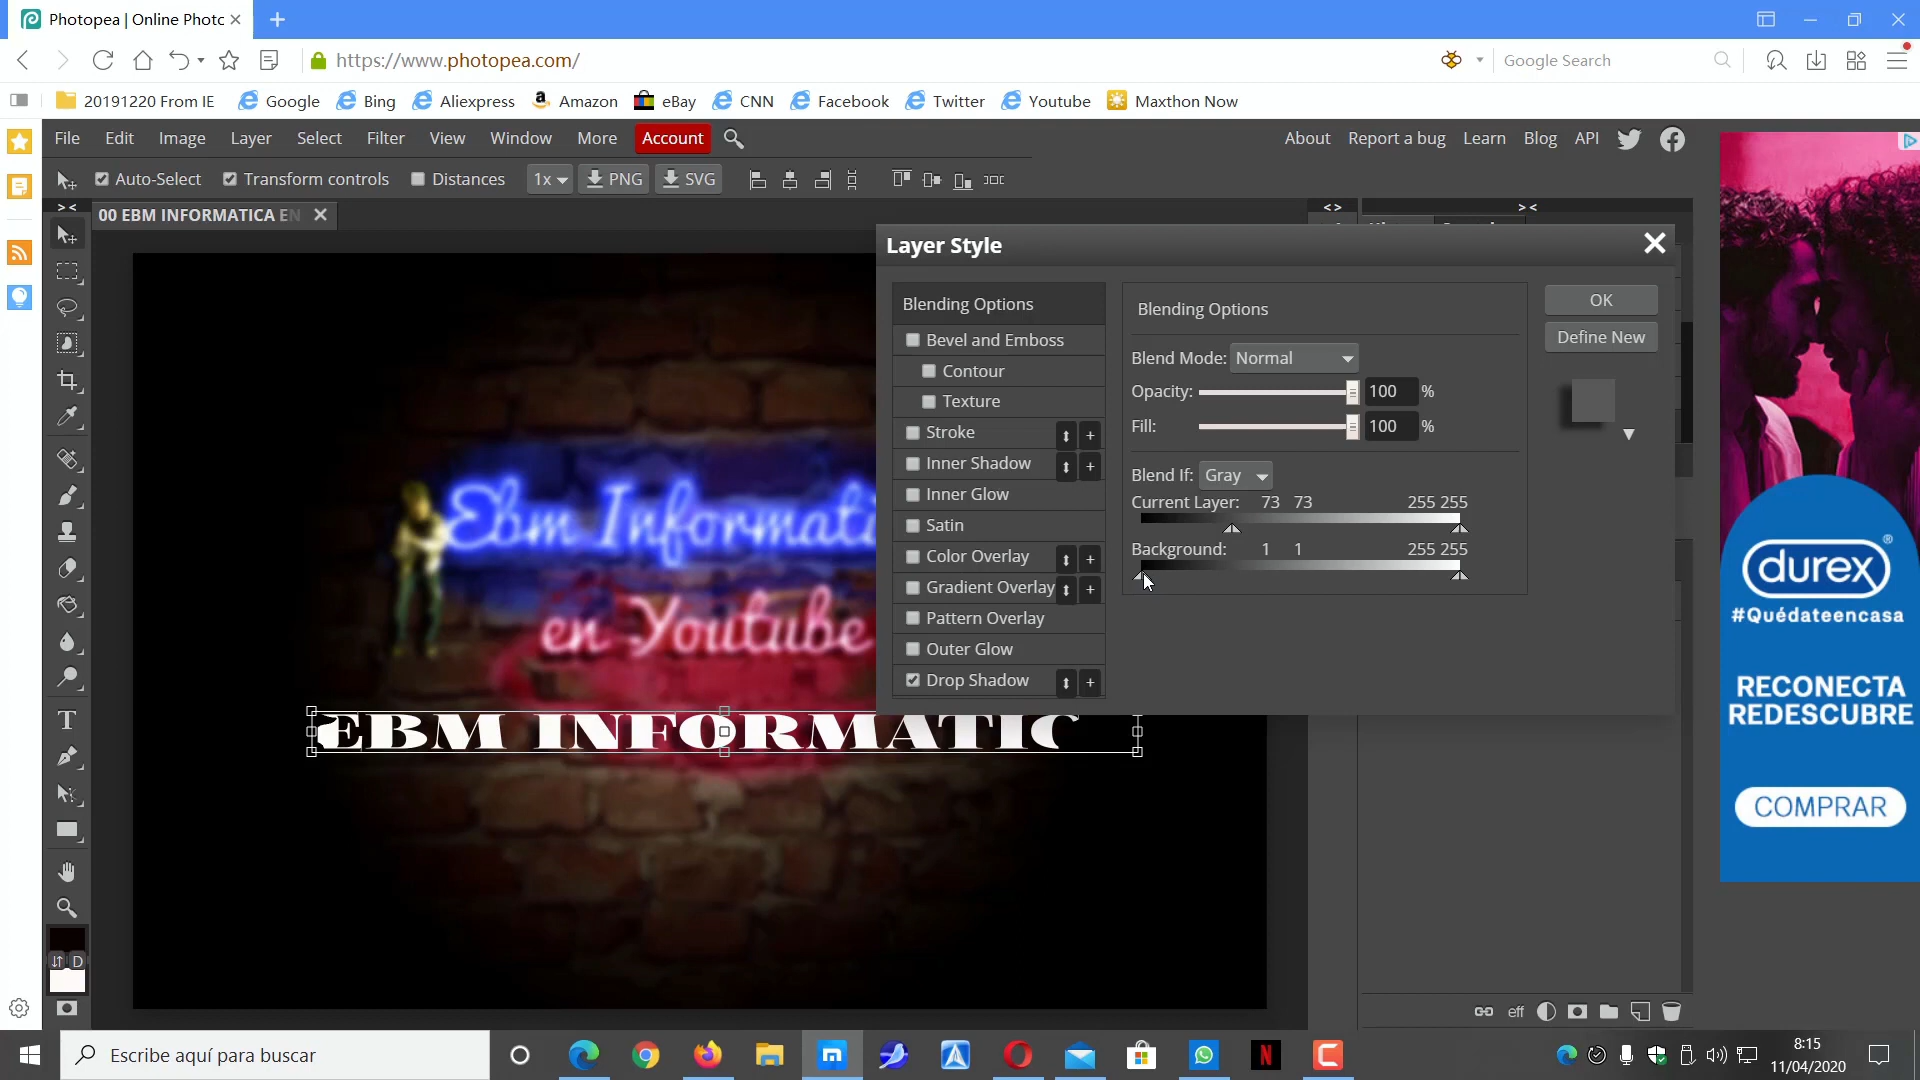 Photopea | Online Photc
https://www.photopea.com/
Google Search
20191220 From IE
Google
Bing
Aliexpress
Amazon
eBay
CNN
Facebook
Twitter
Youtube
Maxthon Now
File Edit Image Layer Select Filter View Window More Account
About Report a bug Learn Blog API
Auto-Select Transform controls Distances 1x PNG SVG
> < < > > <
00 EBM INFORMATICA EN
Layer Style
Blending Options
Bevel and Emboss
Contour
Texture
Stroke
Inner Shadow
Inner Glow
Satin
Color Overlay
Gradient Overlay
Pattern Overlay
Outer Glow
Drop Shadow
Blending Options
Blend Mode: Normal
Opacity: 100 %
Fill: 100 %
Blend If: Gray
Current Layer: 73 73 255 255
Background: 1 1 255 255
OK
Define New
Ebm Informati
en Youtube
EBM INFORMATIC
D
eff
durex®
#Quédateencasa
RECONECTA
REDESCUBRE
COMPRAR
Escribe aquí para buscar
8:15
11/04/2020